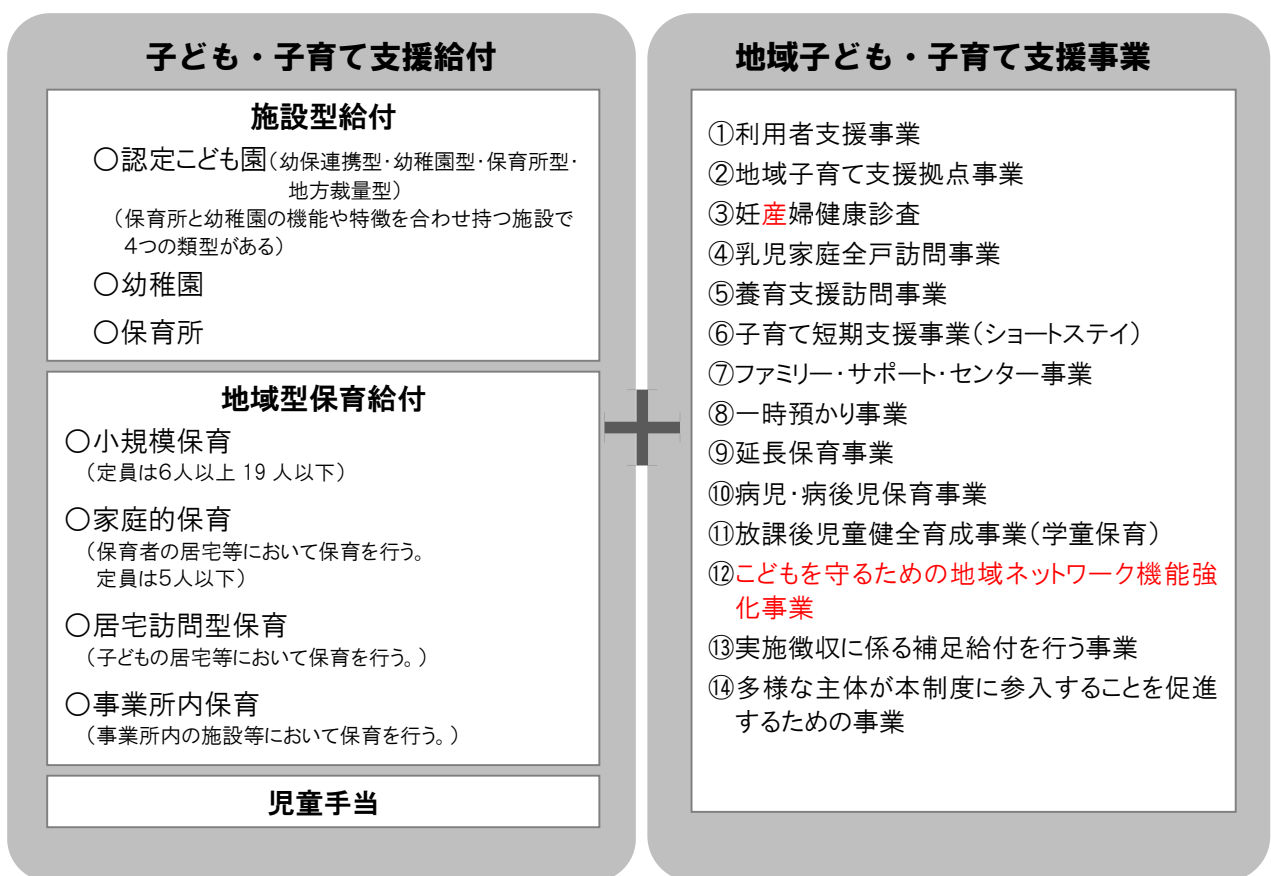 子ども・子育て支援給付
施設型給付
○認定こども園(幼保連携型・幼稚園型・保育所型・
地方裁量型)
(保育所と幼稚園の機能や特徴を合わせ持つ施設で
4つの類型がある)
○幼稚園
○保育所
地域型保育給付
○小規模保育
(定員は6人以上 19 人以下)
○家庭的保育
(保育者の居宅等において保育を行う。
定員は5人以下)
○居宅訪問型保育
(子どもの居宅等において保育を行う。)
○事業所内保育
(事業所内の施設等において保育を行う。)
児童手当
地域子ども・子育て支援事業
①利用者支援事業
②地域子育て支援拠点事業
③妊産婦健康診査
④乳児家庭全戸訪問事業
⑤養育支援訪問事業
⑥子育て短期支援事業(ショートステイ)
⑦ファミリー・サポート・センター事業
⑧一時預かり事業
⑨延長保育事業
⑩病児・病後児保育事業
⑪放課後児童健全育成事業(学童保育)
⑫こどもを守るための地域ネットワーク機能強
化事業
⑬実施徴収に係る補足給付を行う事業
⑭多様な主体が本制度に参入することを促進
するための事業